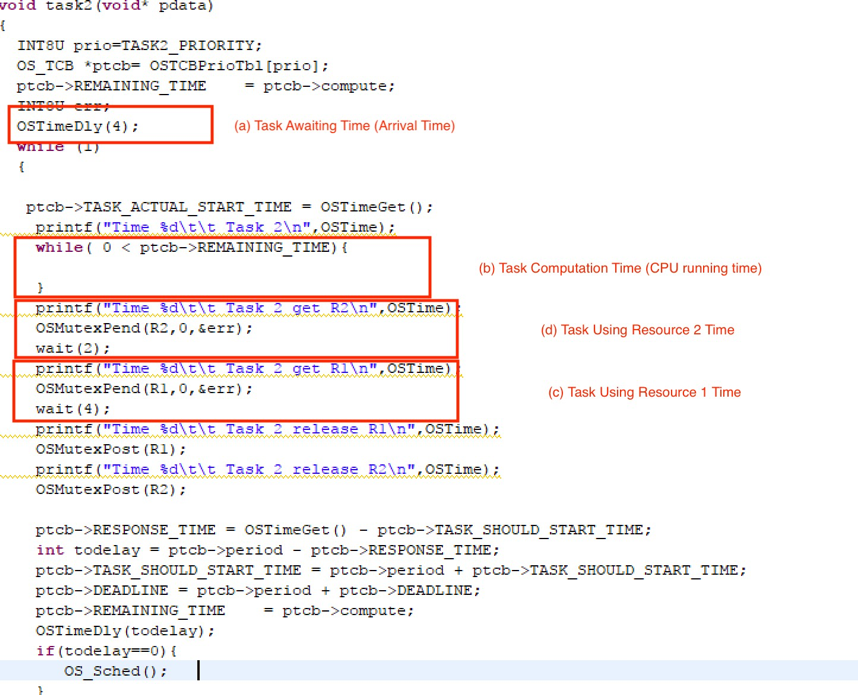 void task2(void* pdata)
{
INT8U prio=TASK2_PRIORITY;
OS_TCB *ptcb= OSTCBPrioTbl[prio];
ptcb->REMAINING_TIME = ptcb->compute;
INT8U err;
OSTimeDly(4); (a) Task Awaiting Time (Arrival Time)
while (1)
{
ptcb->TASK_ACTUAL_START_TIME = OSTimeGet();
printf("Time %d\t\t Task 2\n",OSTime);
while( 0 < ptcb->REMAINING_TIME){
(b) Task Computation Time (CPU running time)
}
printf("Time %d\t\t Task 2 get R2\n",OSTime);
OSMutexPend(R2,0,&err); (d) Task Using Resource 2 Time
wait(2);
printf("Time %d\t\t Task 2 get R1\n",OSTime);
OSMutexPend(R1,0,&err); (c) Task Using Resource 1 Time
wait(4);
printf("Time %d\t\t Task 2 release R1\n",OSTime);
OSMutexPost(R1);
printf("Time %d\t\t Task 2 release R2\n",OSTime);
OSMutexPost(R2);
ptcb->RESPONSE_TIME = OSTimeGet() - ptcb->TASK_SHOULD_START_TIME;
int todelay = ptcb->period - ptcb->RESPONSE_TIME;
ptcb->TASK_SHOULD_START_TIME = ptcb->period + ptcb->TASK_SHOULD_START_TIME;
ptcb->DEADLINE = ptcb->period + ptcb->DEADLINE;
ptcb->REMAINING_TIME = ptcb->compute;
OSTimeDly(todelay);
if(todelay==0){
OS_Sched();
}